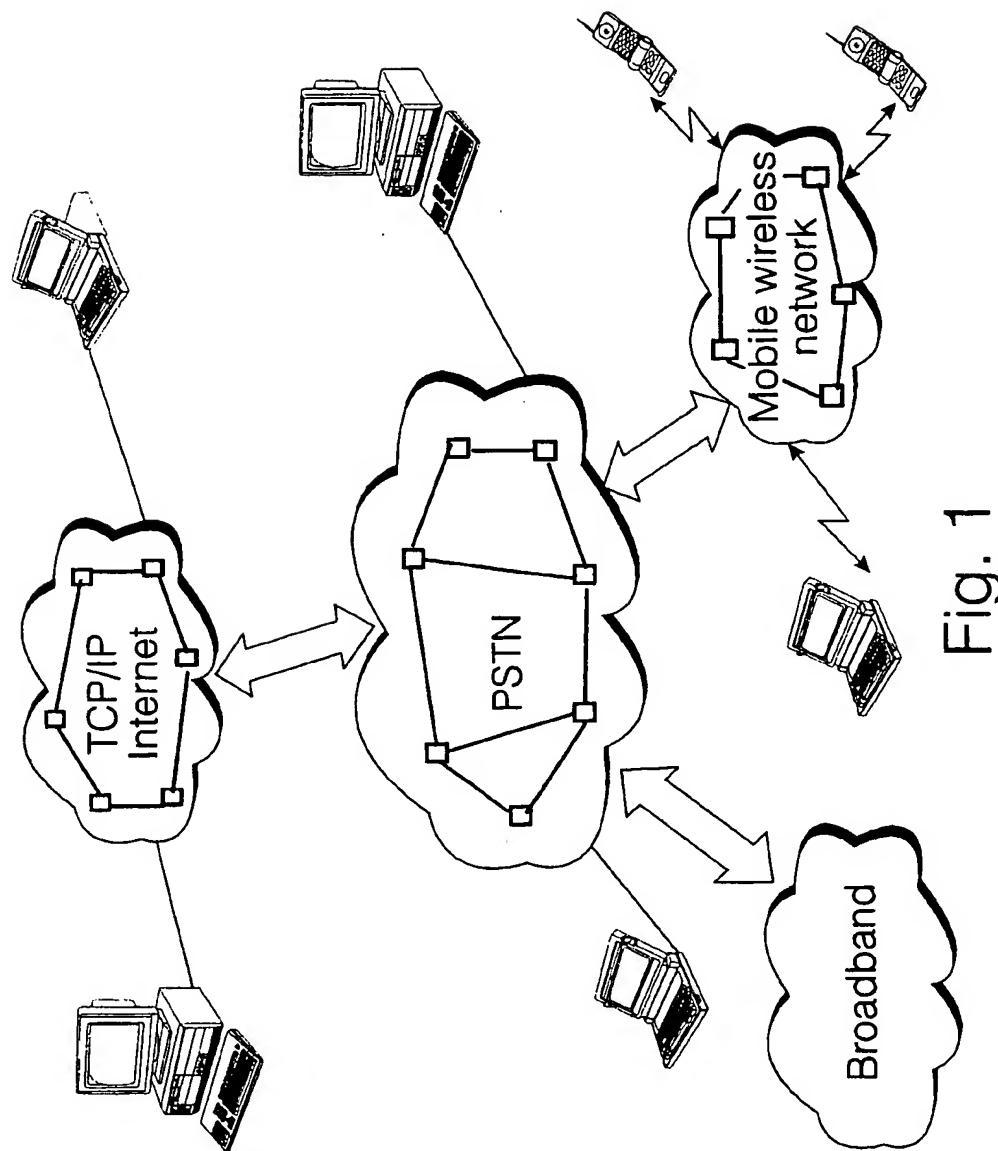 TCP/IP
Internet
PSTN
Mobile wireless
network
Broadband
Fig. 1